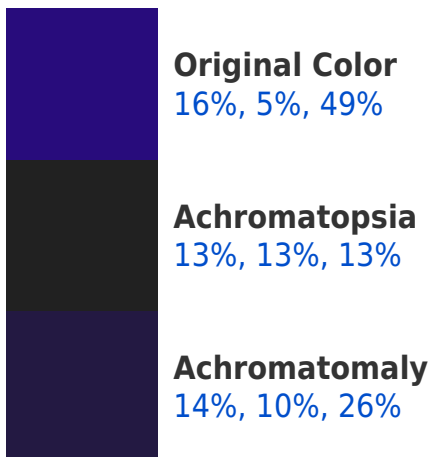 Original Color
16%, 5%, 49%
Achromatopsia
13%, 13%, 13%
Achromatomaly
14%, 10%, 26%